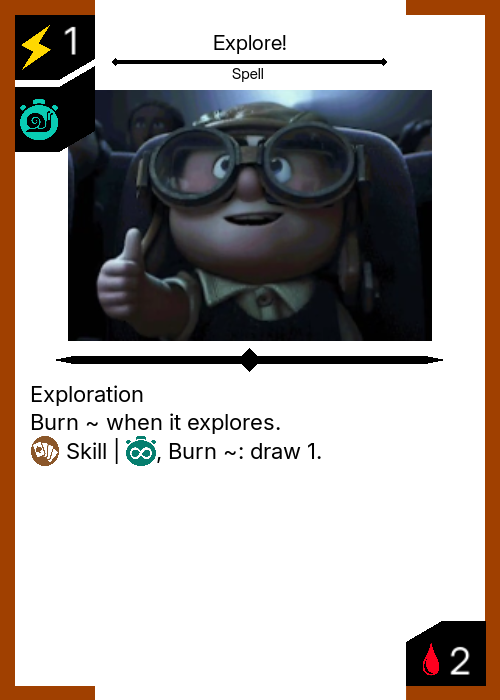 1
Explore!
Spell
Exploration
Burn ~ when it explores.
Skill | , Burn ~: draw 1.
2